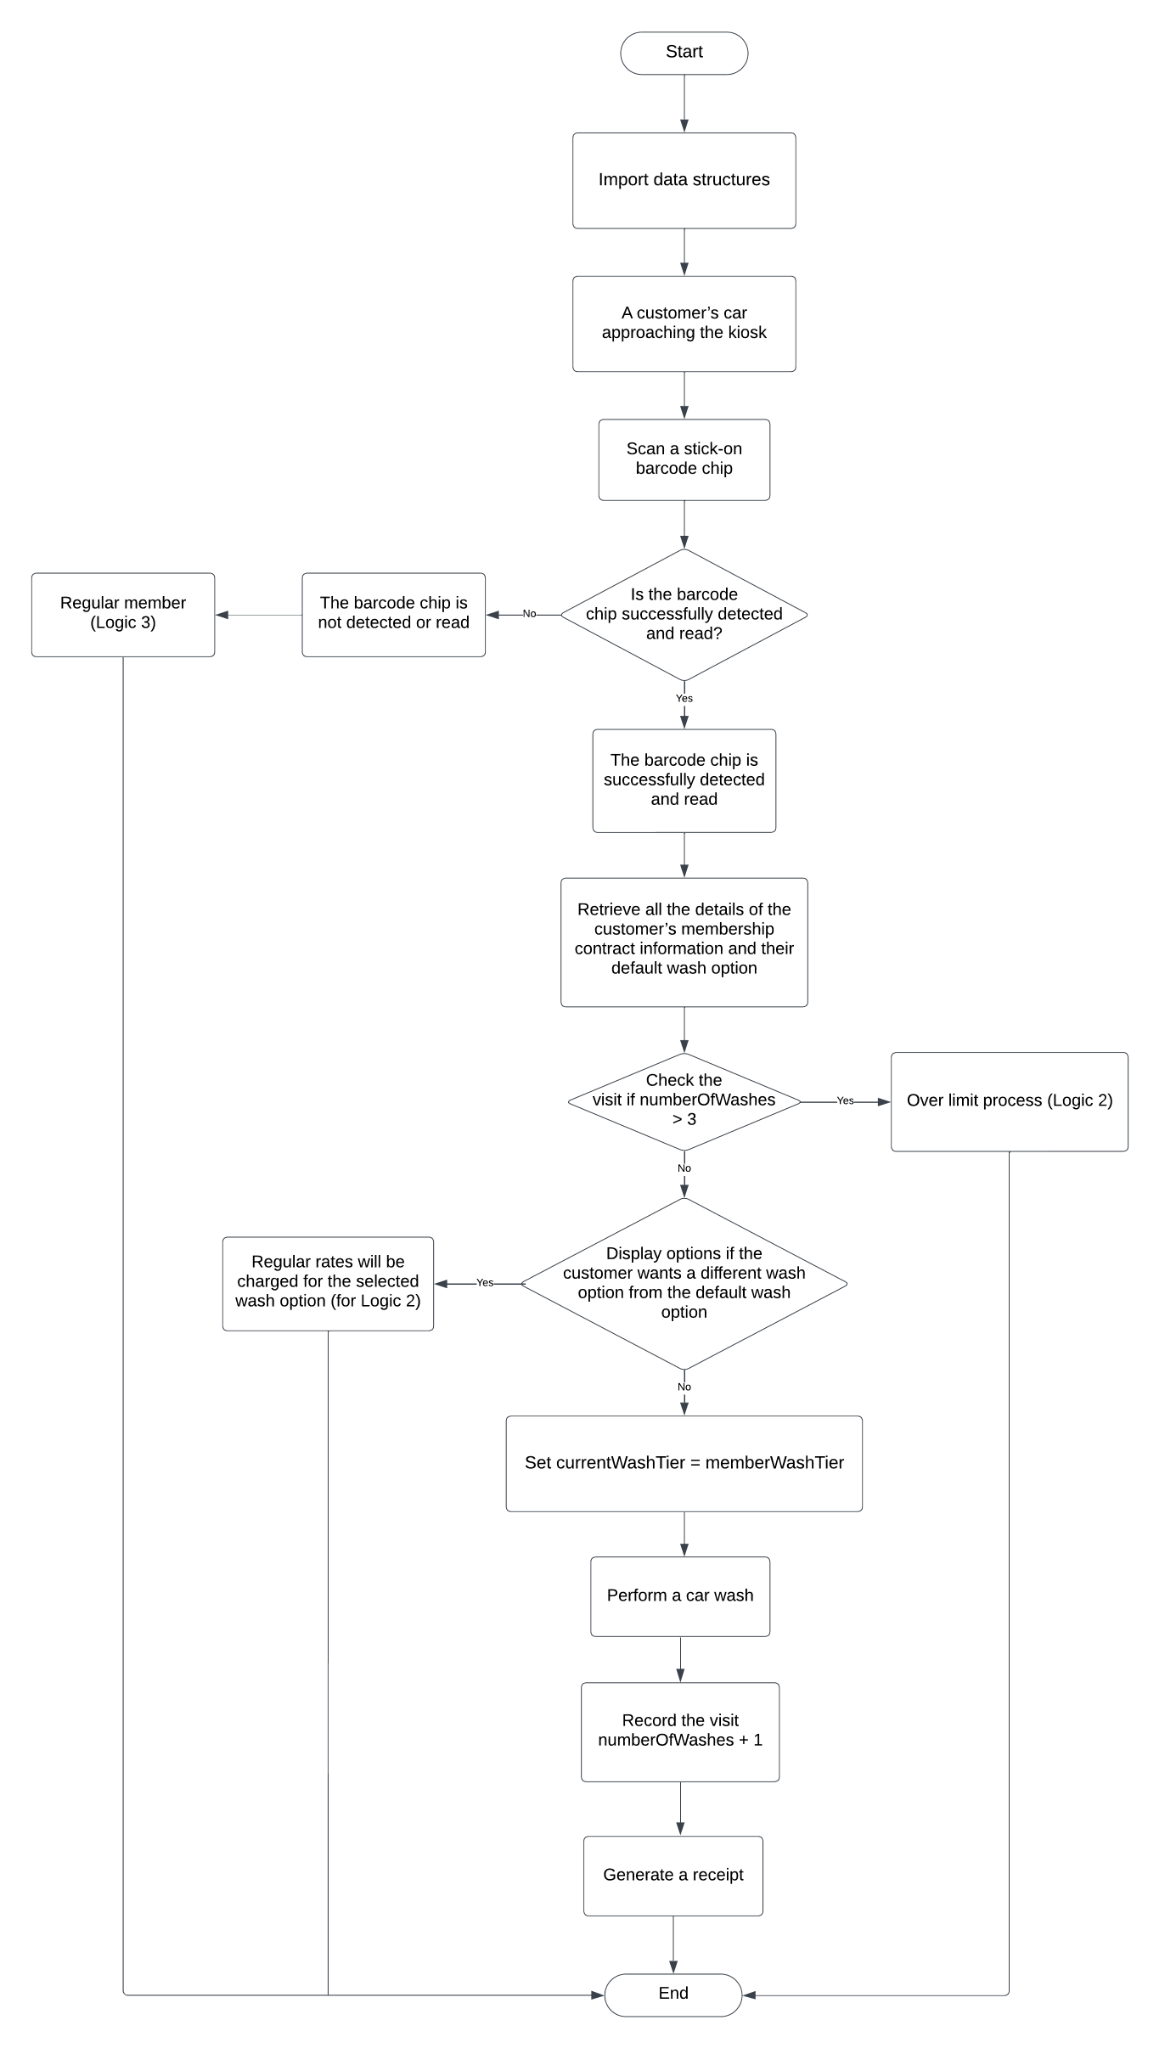 Start
Import data structures
A customer’s car
approaching the kiosk
Scan a stick-on
barcode chip
Is the barcode
chip successfully detected
and read?
No
The barcode chip is
not detected or read
Regular member
(Logic 3)
Yes
The barcode chip is
successfully detected
and read
Retrieve all the details of the
customer’s membership
contract information and their
default wash option
Check the
visit if numberOfWashes
> 3
Yes
Over limit process (Logic 2)
No
Display options if the
customer wants a different wash
option from the default wash
option
Yes
Regular rates will be
charged for the selected
wash option (for Logic 2)
No
Set currentWashTier = memberWashTier
Perform a car wash
Record the visit
numberOfWashes + 1
Generate a receipt
End